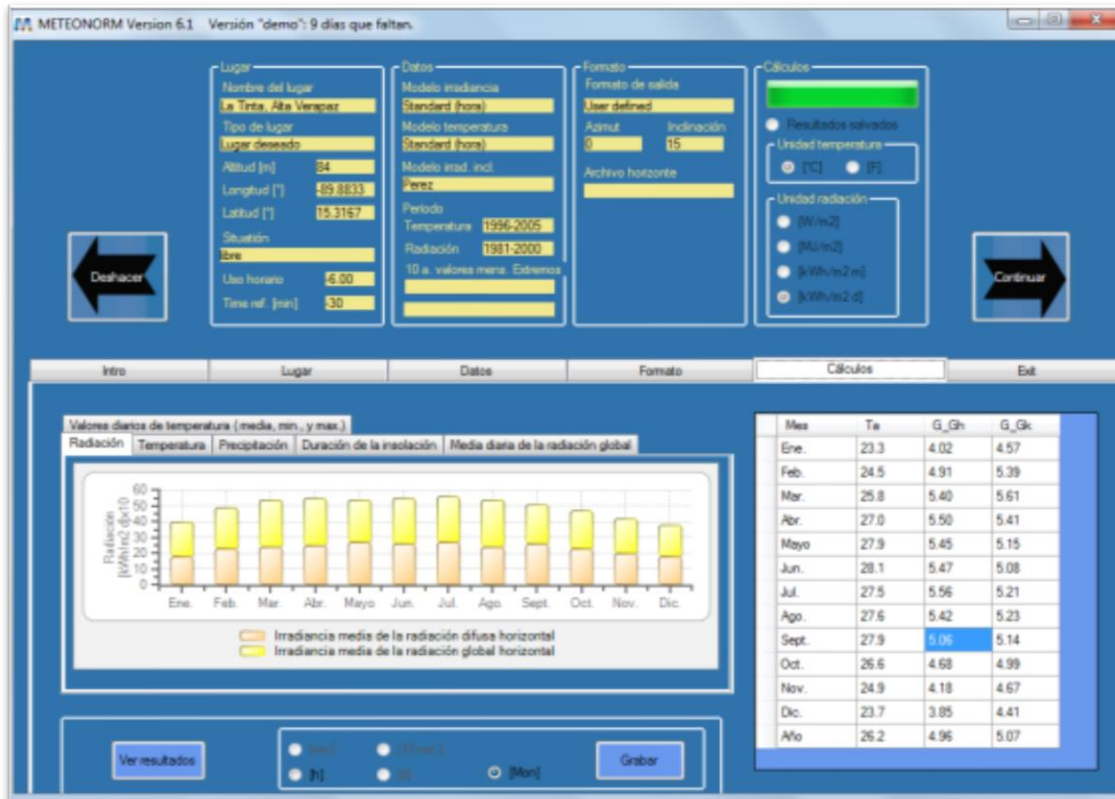 METEONORM Version 6.1 Versión "demo": 9 días que faltan.
Lugar
Nombre del lugar
La Tinta, Alta Verapaz
Tipo de lugar
Lugar deseado
Altitud [m] 84
Longitud [°] -89.8833
Latitud [°] 15.3167
Situatión
libre
Uso horario -6.00
Time ref. [min] -30
Datos
Modelo irradiancia
Standard (hora)
Modelo temperatura
Standard (hora)
Modelo irrad. incl.
Perez
Periodo
Temperatura 1996-2005
Radiación 1981-2000
10 a. valores mens. Extremos
Formato
Formato de salida
User defined
Azimut Inclinación
0 15
Archivo horizonte
Cálculos
Resultados salvados
Unidad temperatura
[°C] [F]
Unidad radiación
[W/m2]
[MJ/m2]
[kWh/m2 m]
[kWh/m2 d]
Deshacer
Continuar
Intro Lugar Datos Formato Cálculos Exit
Valores diarios de temperatura (media, min., y max.)
Radiación Temperatura Precipitación Duración de la insolación Media diaria de la radiación global
Radiación
[kWh/m2 d]x10
60
50
40
30
20
10
0
Ene. Feb. Mar. Abr. Mayo Jun. Jul. Ago. Sept. Oct. Nov. Dic.
Irradiancia media de la radiación difusa horizontal
Irradiancia media de la radiación global horizontal
Mes Ta G_Gh G_Gk
Ene. 23.3 4.02 4.57
Feb. 24.5 4.91 5.39
Mar. 25.8 5.40 5.61
Abr. 27.0 5.50 5.41
Mayo 27.9 5.45 5.15
Jun. 28.1 5.47 5.08
Jul. 27.5 5.56 5.21
Ago. 27.6 5.42 5.23
Sept. 27.9 5.06 5.14
Oct. 26.6 4.68 4.99
Nov. 24.9 4.18 4.67
Dic. 23.7 3.85 4.41
Año 26.2 4.96 5.07
Ver resultados
[h]
[Mon]
Grabar